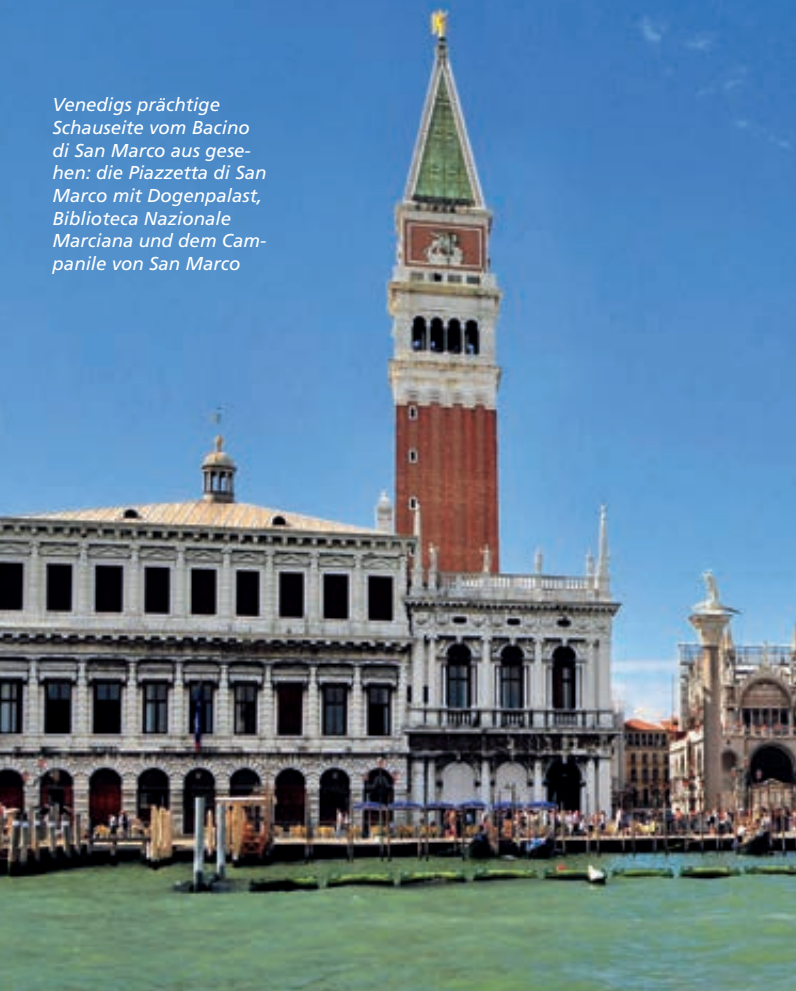 Venedigs prächtige
Schauseite vom Bacino
di San Marco aus gese-
hen: die Piazzetta di San
Marco mit Dogenpalast,
Biblioteca Nazionale
Marciana und dem Cam-
panile von San Marco